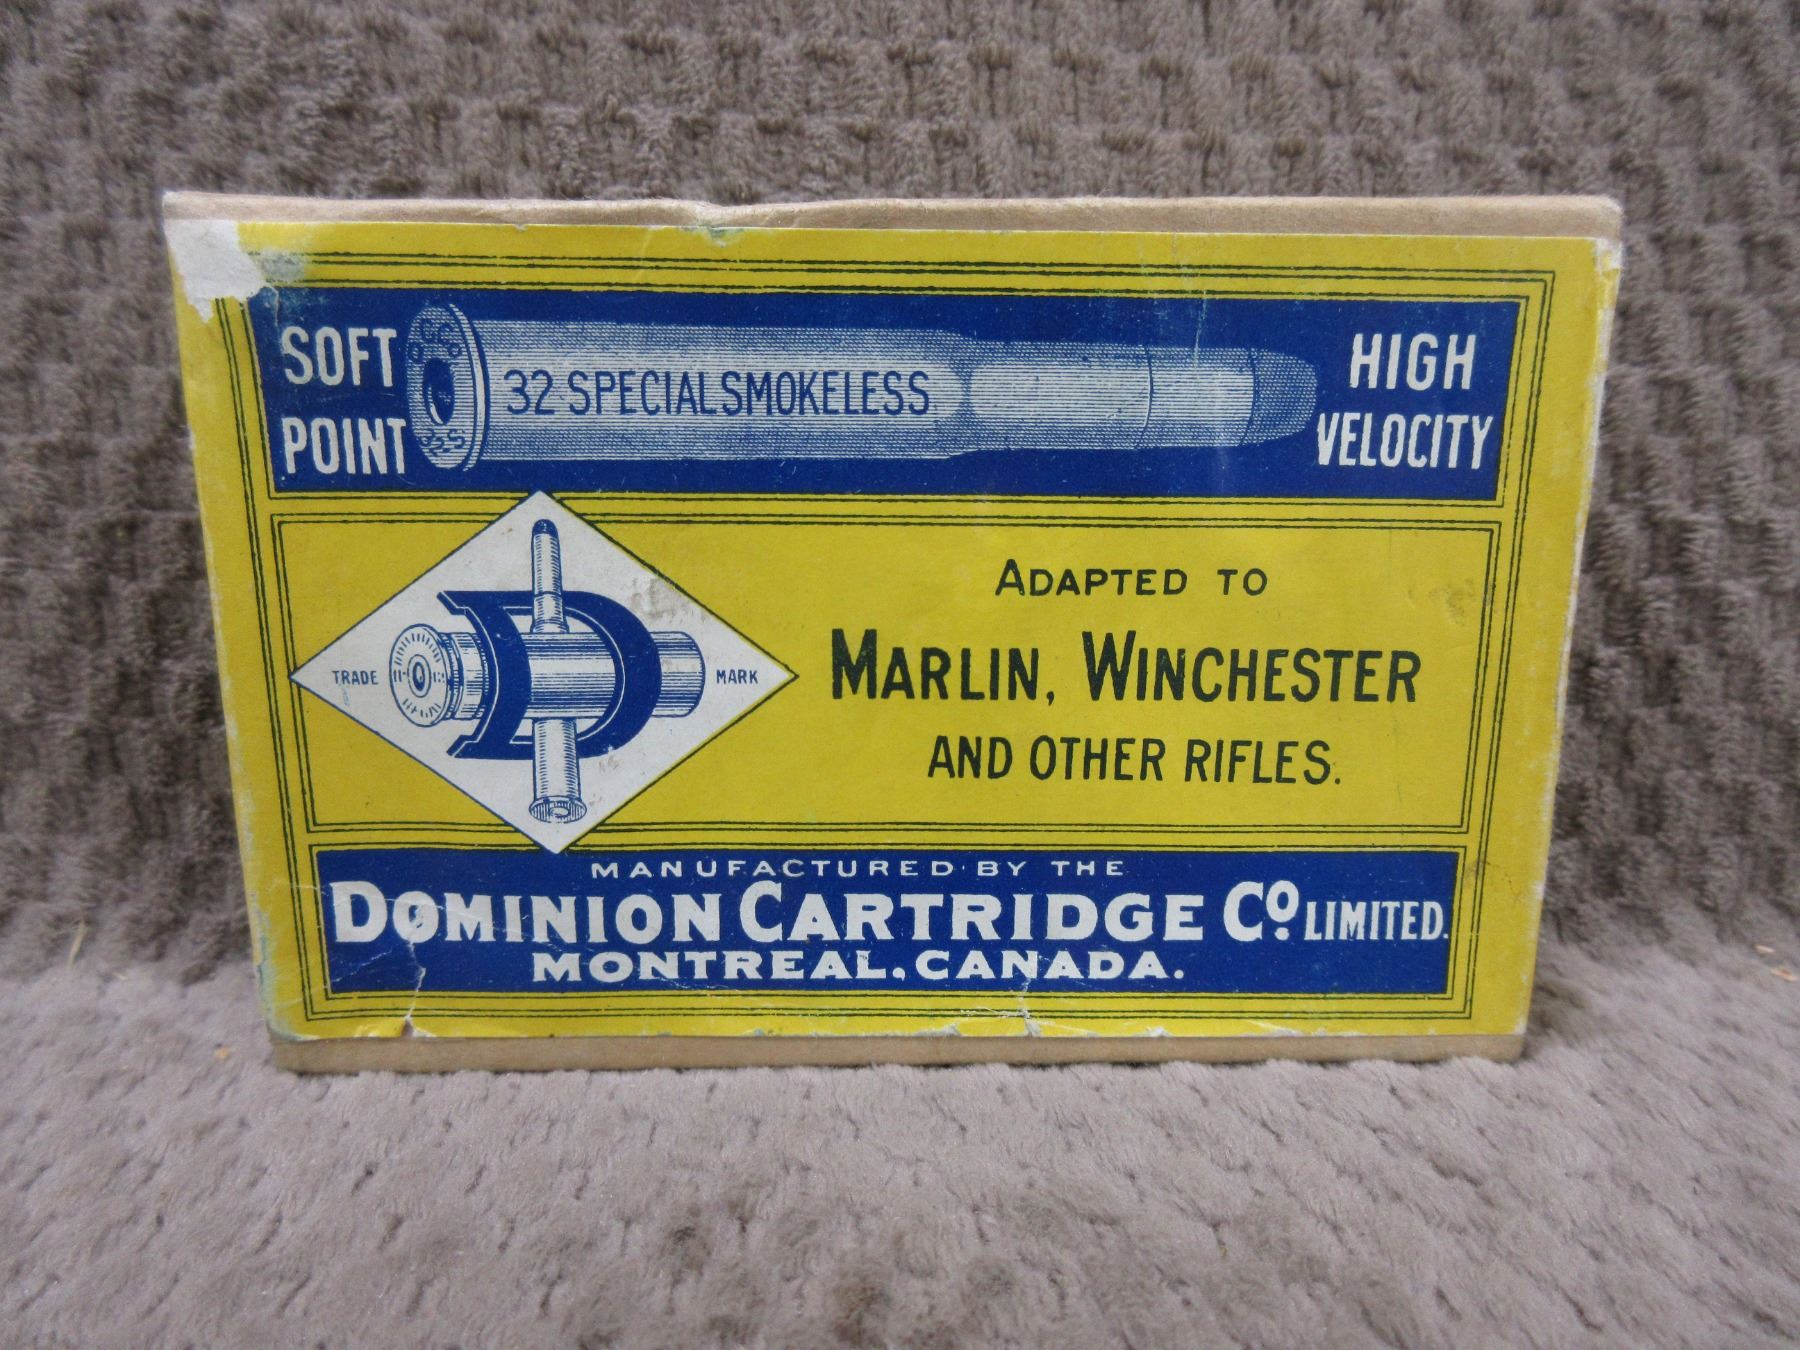 SOFT
POINT
32 SPECIAL SMOKELESS
HIGH
VELOCITY
TRADE
MARK
D
ADAPTED TO
MARLIN, WINCHESTER
AND OTHER RIFLES.
MANUFACTURED BY THE
DOMINION CARTRIDGE CO. LIMITED.
MONTREAL, CANADA.